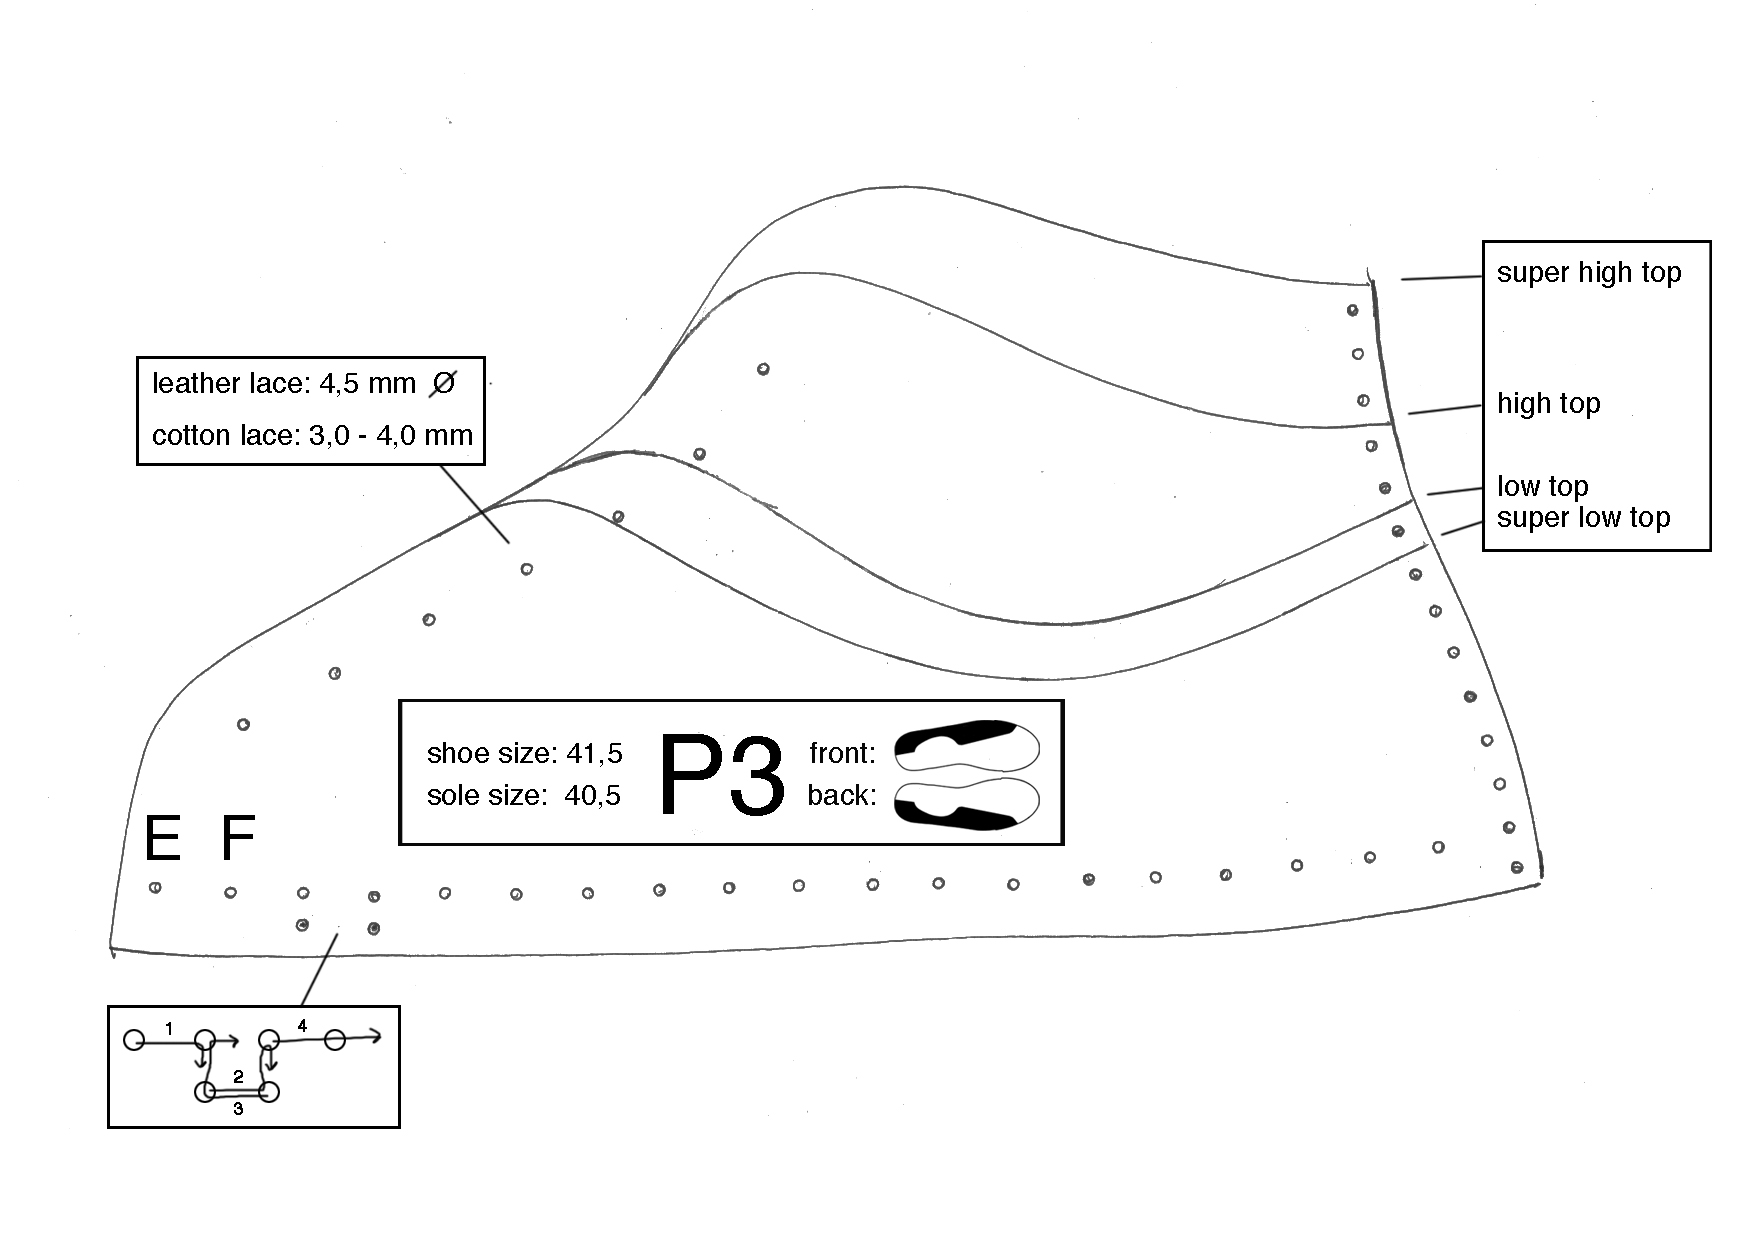 super high top
high top
low top
super low top
leather lace: 4,5 mm Ø
cotton lace: 3,0 - 4,0 mm
shoe size: 41,5
sole size: 40,5
P3
front:
back:
E F
1
4
2
3